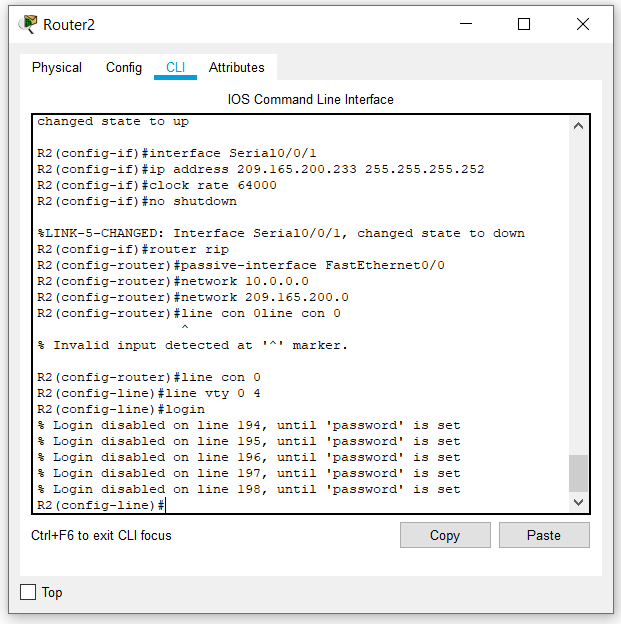 Router2
Physical Config CLI Attributes
IOS Command Line Interface
changed state to up
R2(config-if)#interface Serial0/0/1
R2(config-if)#ip address 209.165.200.233 255.255.255.252
R2(config-if)#clock rate 64000
R2(config-if)#no shutdown
%LINK-5-CHANGED: Interface Serial0/0/1, changed state to down
R2(config-if)#router rip
R2(config-router)#passive-interface FastEthernet0/0
R2(config-router)#network 10.0.0.0
R2(config-router)#network 209.165.200.0
R2(config-router)#line con 0line con 0
^
% Invalid input detected at '^' marker.
R2(config-router)#line con 0
R2(config-line)#line vty 0 4
R2(config-line)#login
% Login disabled on line 194, until 'password' is set
% Login disabled on line 195, until 'password' is set
% Login disabled on line 196, until 'password' is set
% Login disabled on line 197, until 'password' is set
% Login disabled on line 198, until 'password' is set
R2(config-line)#
Ctrl+F6 to exit CLI focus Copy Paste
Top